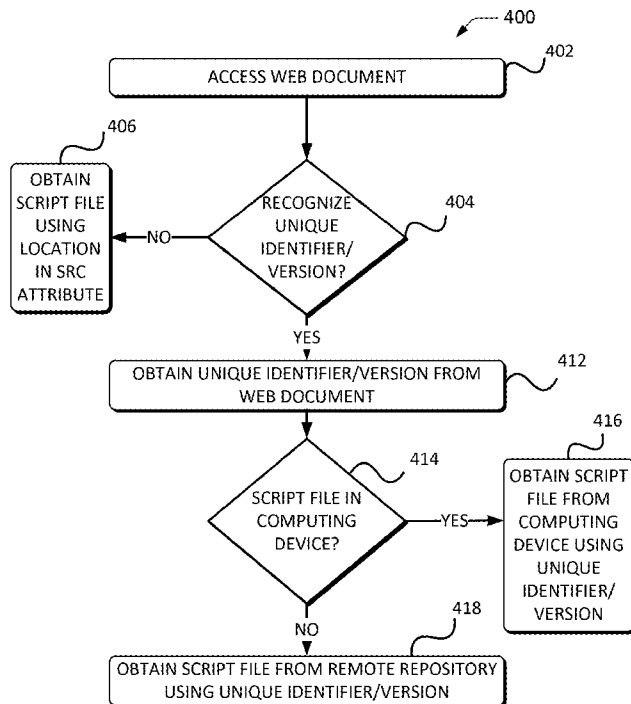 400
ACCESS WEB DOCUMENT
402
406
OBTAIN
SCRIPT FILE
USING
LOCATION
IN SRC
ATTRIBUTE
NO
RECOGNIZE
UNIQUE
IDENTIFIER/
VERSION?
404
YES
OBTAIN UNIQUE IDENTIFIER/VERSION FROM
WEB DOCUMENT
412
414
SCRIPT FILE IN
COMPUTING
DEVICE?
YES
416
OBTAIN SCRIPT
FILE FROM
COMPUTING
DEVICE USING
UNIQUE
IDENTIFIER/
VERSION
NO
418
OBTAIN SCRIPT FILE FROM REMOTE REPOSITORY
USING UNIQUE IDENTIFIER/VERSION